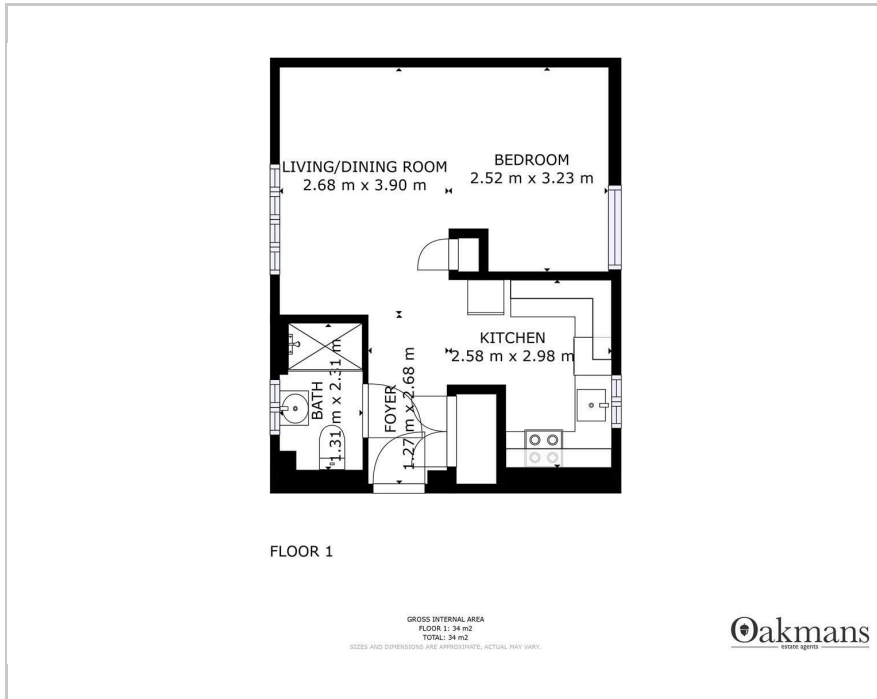 LIVING/DINING ROOM
2.68 m x 3.90 m
BEDROOM
2.52 m x 3.23 m
KITCHEN
2.58 m x 2.98 m
BATH
1.31 m x 2.31 m
FOYER
1.27 m x 2.68 m
FLOOR 1
GROSS INTERNAL AREA
FLOOR 1: 34 m2
TOTAL: 34 m2
SIZES AND DIMENSIONS ARE APPROXIMATE, ACTUAL MAY VARY.
Oakmans
estate agents